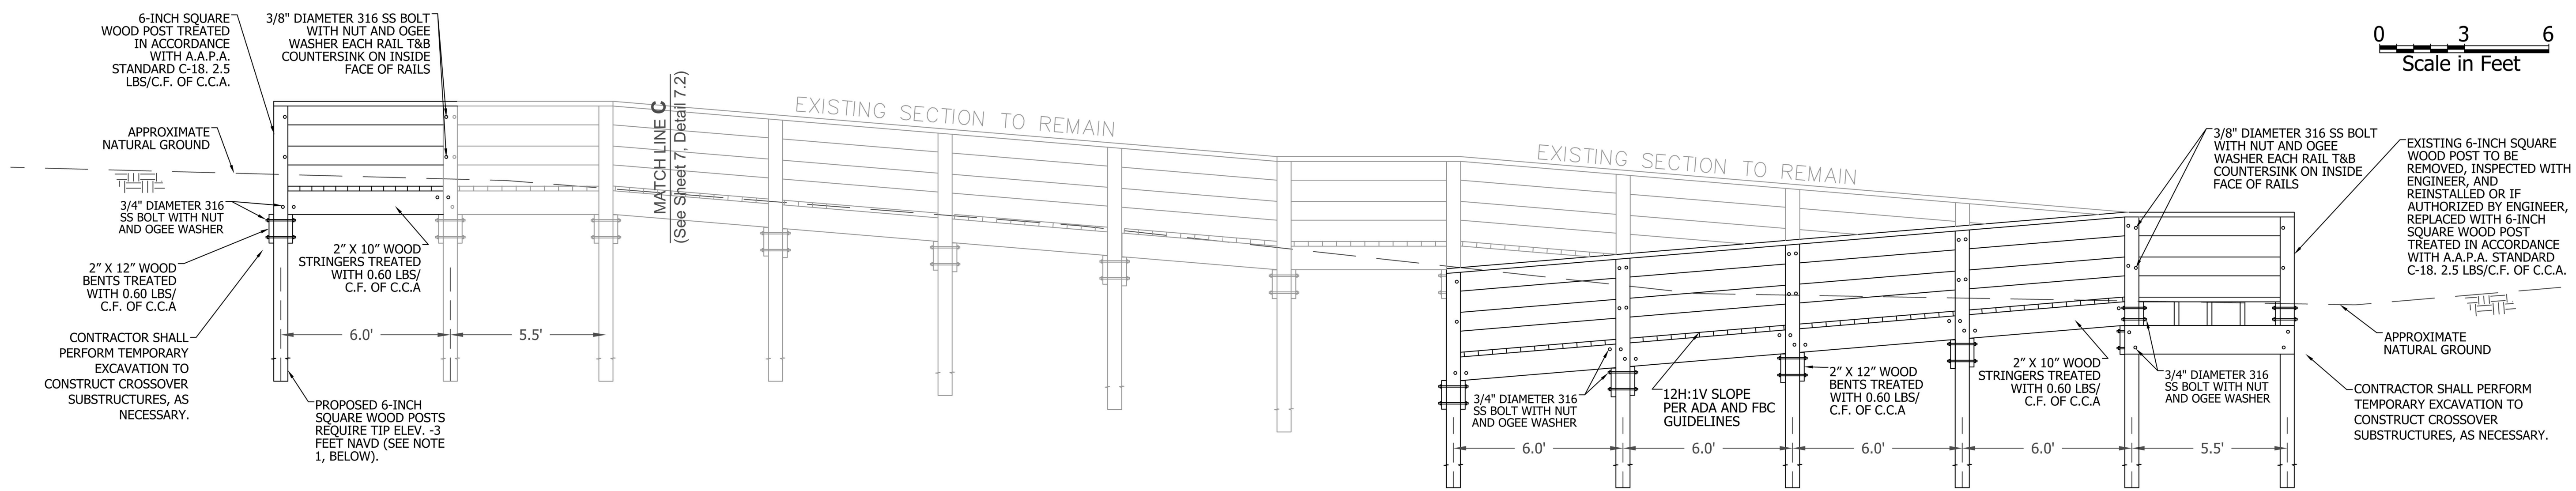 6-INCH SQUARE
WOOD POST TREATED
IN ACCORDANCE
WITH A.A.P.A.
STANDARD C-18. 2.5
LBS/C.F. OF C.C.A.
3/8" DIAMETER 316 SS BOLT
WITH NUT AND OGEE
WASHER EACH RAIL T&B
COUNTERSINK ON INSIDE
FACE OF RAILS
APPROXIMATE
NATURAL GROUND
3/4" DIAMETER 316
SS BOLT WITH NUT
AND OGEE WASHER
2” X 12” WOOD
BENTS TREATED
WITH 0.60 LBS/
C.F. OF C.C.A
2” X 10” WOOD
STRINGERS TREATED
WITH 0.60 LBS/
C.F. OF C.C.A
CONTRACTOR SHALL
PERFORM TEMPORARY
EXCAVATION TO
CONSTRUCT CROSSOVER
SUBSTRUCTURES, AS
NECESSARY.
6.0'
5.5'
PROPOSED 6-INCH
SQUARE WOOD POSTS
REQUIRE TIP ELEV. -3
FEET NAVD (SEE NOTE
1, BELOW).
MATCH LINE C
(See Sheet 7, Detail 7.2)
EXISTING SECTION TO REMAIN
EXISTING SECTION TO REMAIN
0 3 6
Scale in Feet
3/8" DIAMETER 316 SS BOLT
WITH NUT AND OGEE
WASHER EACH RAIL T&B
COUNTERSINK ON INSIDE
FACE OF RAILS
EXISTING 6-INCH SQUARE
WOOD POST TO BE
REMOVED, INSPECTED WITH
ENGINEER, AND
REINSTALLED OR IF
AUTHORIZED BY ENGINEER,
REPLACED WITH 6-INCH
SQUARE WOOD POST
TREATED IN ACCORDANCE
WITH A.A.P.A. STANDARD
C-18. 2.5 LBS/C.F. OF C.C.A.
APPROXIMATE
NATURAL GROUND
3/4" DIAMETER 316
SS BOLT WITH NUT
AND OGEE WASHER
12H:1V SLOPE
PER ADA AND FBC
GUIDELINES
2” X 12” WOOD
BENTS TREATED
WITH 0.60 LBS/
C.F. OF C.C.A
2” X 10” WOOD
STRINGERS TREATED
WITH 0.60 LBS/
C.F. OF C.C.A
3/4" DIAMETER 316
SS BOLT WITH NUT
AND OGEE WASHER
CONTRACTOR SHALL PERFORM
TEMPORARY EXCAVATION TO
CONSTRUCT CROSSOVER
SUBSTRUCTURES, AS NECESSARY.
6.0'
6.0'
6.0'
6.0'
5.5'